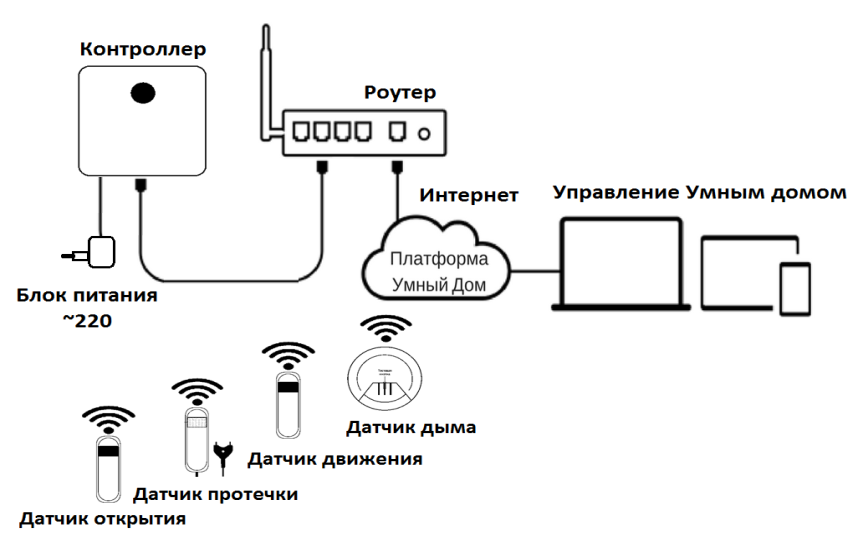 Контроллер
Роутер
Интернет
Управление Умным домом
Платформа
Умный Дом
Блок питания
~220
Датчик дыма
Датчик движения
Датчик протечки
Датчик открытия